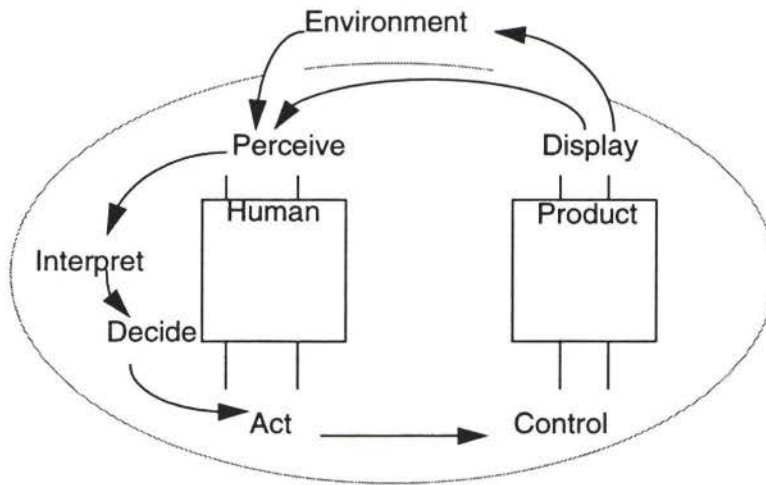 Environment
Perceive
Display
Human
Product
Interpret
Decide
Act
Control